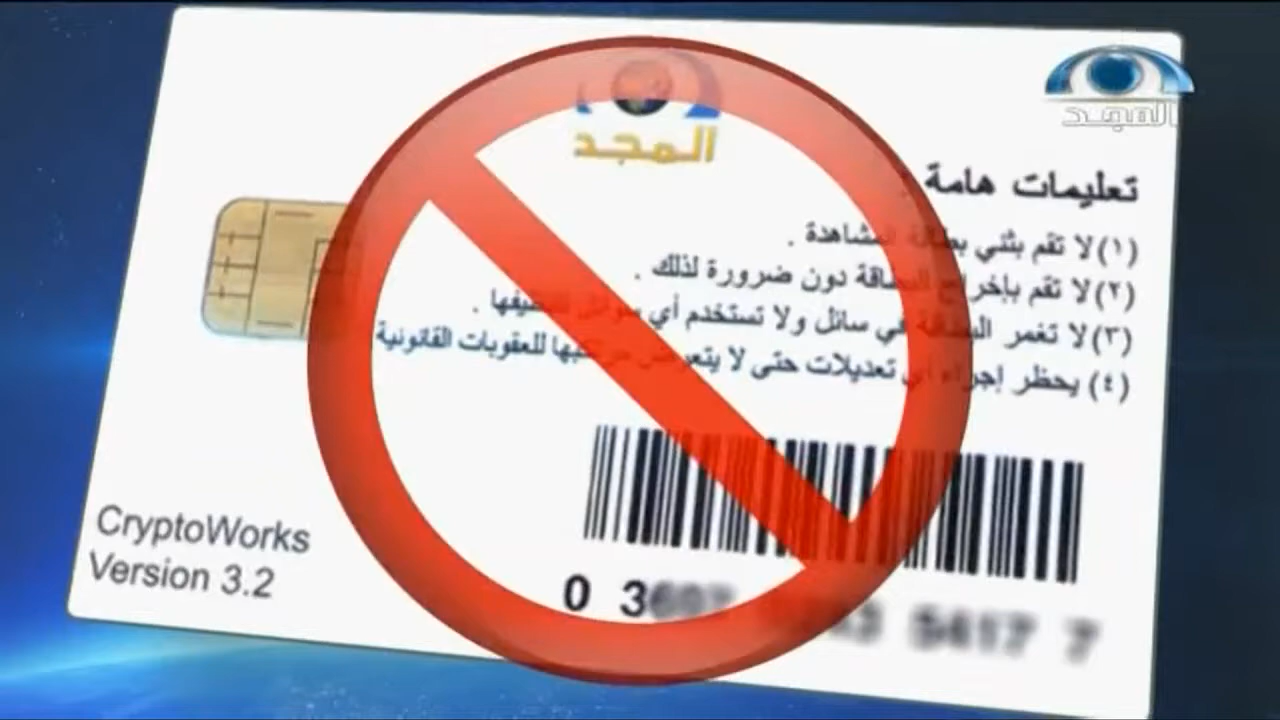 المجد
المجد
تعليمات هامة :
(١) لا تقم بثني بطاقة المشاهدة .
(٢) لا تقم بإخراج البطاقة دون ضرورة لذلك .
(٣) لا تغمر البطاقة في سائل ولا تستخدم أي سوائل لتنظيفها .
(٤) يحظر إجراء أي تعديلات حتى لا يتعرض مرتكبها للعقوبات القانونية
CryptoWorks
Version 3.2
0 3